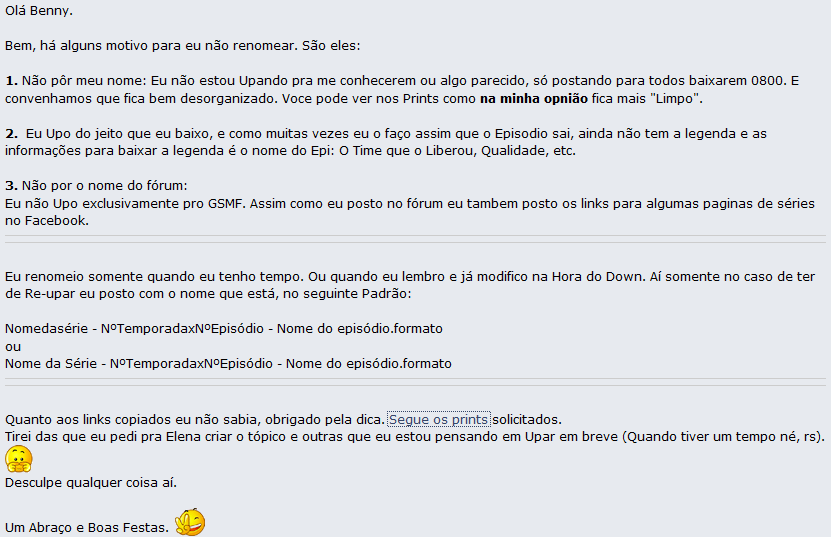 Olá Benny.
Bem, há alguns motivo para eu não renomear. São eles:
1. Não pôr meu nome: Eu não estou Upando pra me conhecerem ou algo parecido, só postando para todos baixarem 0800. E
convenhamos que fica bem desorganizado. Voce pode ver nos Prints como na minha opnião fica mais "Limpo".
2. Eu Upo do jeito que eu baixo, e como muitas vezes eu o faço assim que o Episodio sai, ainda não tem a legenda e as
informações para baixar a legenda é o nome do Epi: O Time que o Liberou, Qualidade, etc.
3. Não por o nome do fórum:
Eu não Upo exclusivamente pro GSMF. Assim como eu posto no fórum eu tambem posto os links para algumas paginas de séries
no Facebook.
Eu renomeio somente quando eu tenho tempo. Ou quando eu lembro e já modifico na Hora do Down. Aí somente no caso de ter
de Re-upar eu posto com o nome que está, no seguinte Padrão:
Nomedasérie - NºTemporadaxNºEpisódio - Nome do episódio.formato
ou
Nome da Série - NºTemporadaxNºEpisódio - Nome do episódio.formato
Quanto aos links copiados eu não sabia, obrigado pela dica. Segue os prints solicitados.
Tirei das que eu pedi pra Elena criar o tópico e outras que eu estou pensando em Upar em breve (Quando tiver um tempo né, rs).
Desculpe qualquer coisa aí.
Um Abraço e Boas Festas.